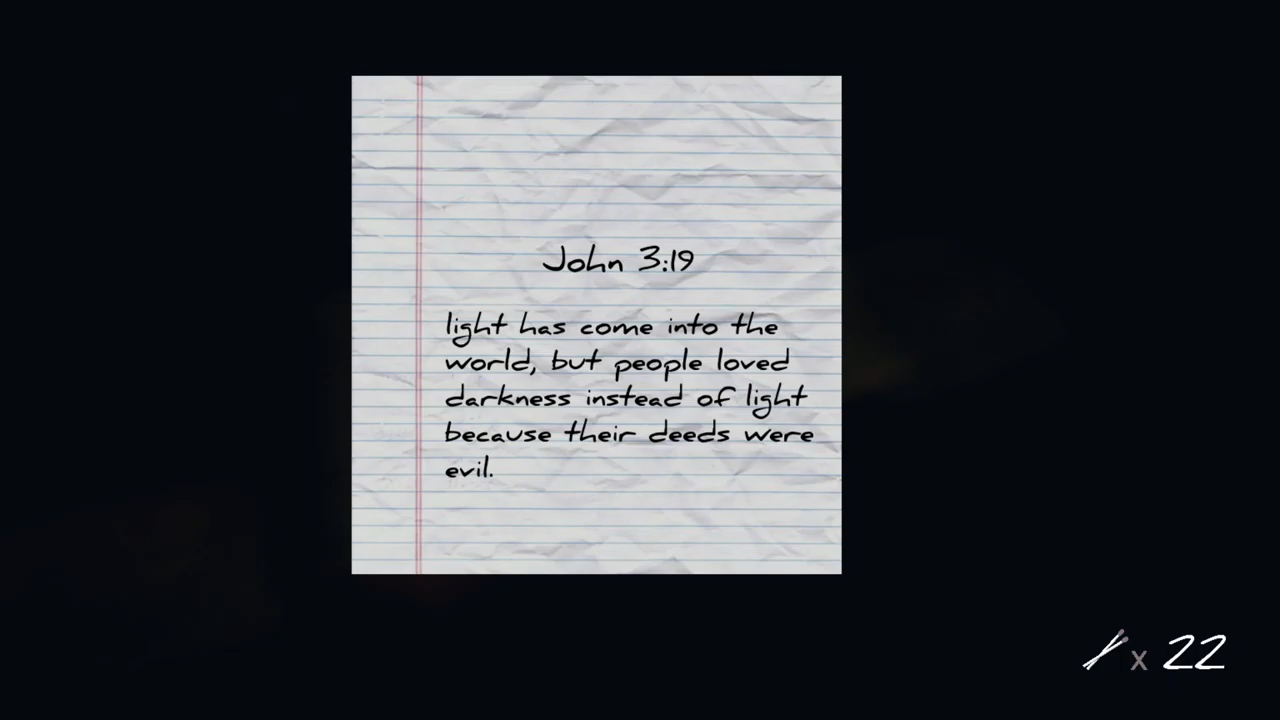 John 3:19
light has come into the
world, but people loved
darkness instead of light
because their deeds were
evil.
x 22